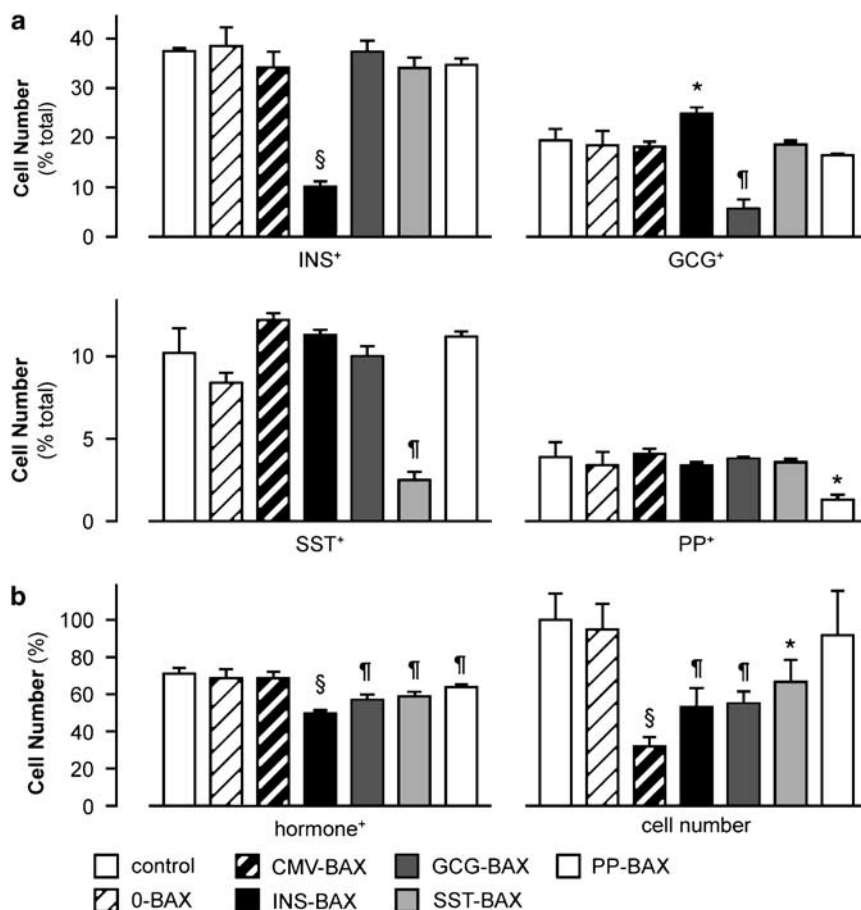 a
Cell Number
(% total)
40
30
20
10
0
§
*
¶
INS⁺
GCG⁺
Cell Number
(% total)
10
5
0
¶
*
SST⁺
PP⁺
b
Cell Number (%)
100
80
60
40
20
0
§ ¶ ¶ ¶
§ ¶ ¶ *
hormone⁺
cell number
control CMV-BAX GCG-BAX PP-BAX
0-BAX INS-BAX SST-BAX